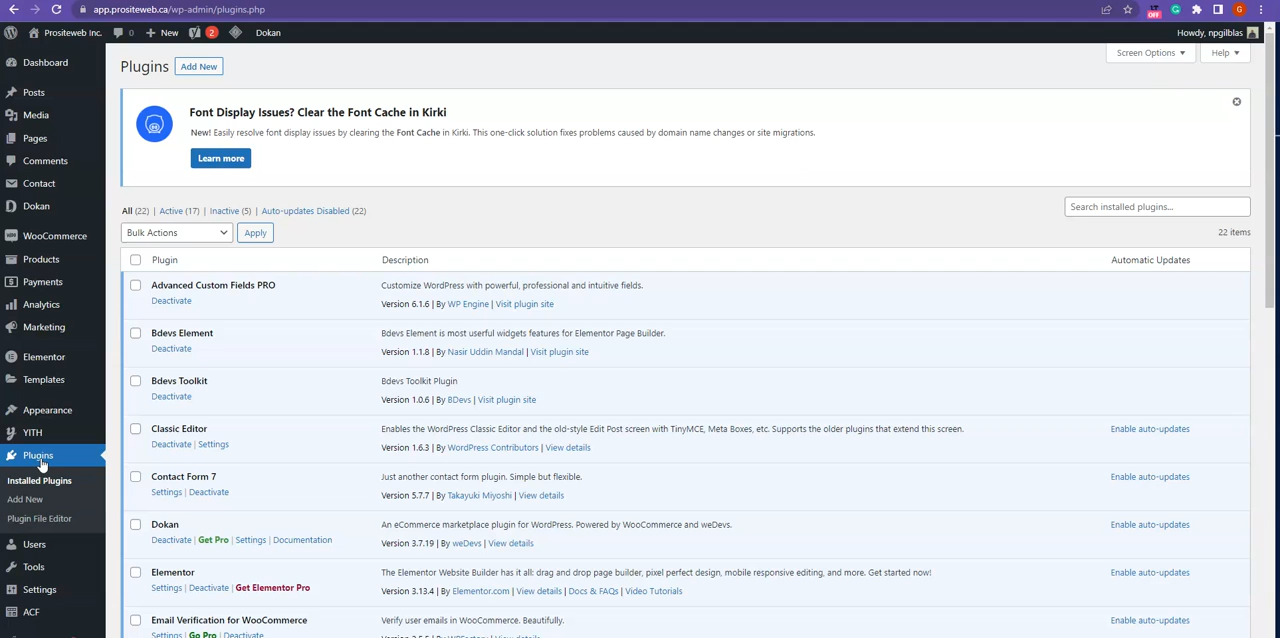 app.prositeweb.ca/wp-admin/plugins.php
OFF
G
Prositeweb Inc. 0 New 2 Dokan Howdy, npgilblas
Dashboard
Posts
Media
Pages
Comments
Contact
Dokan
WooCommerce
Products
Payments
Analytics
Marketing
Elementor
Templates
Appearance
YITH
Plugins
Installed Plugins
Add New
Plugin File Editor
Users
Tools
Settings
ACF
Plugins Add New
Screen Options Help
Font Display Issues? Clear the Font Cache in Kirki
New! Easily resolve font display issues by clearing the Font Cache in Kirki. This one-click solution fixes problems caused by domain name changes or site migrations.
Learn more
All (22) | Active (17) | Inactive (5) | Auto-updates Disabled (22)
Search installed plugins...
Bulk Actions Apply
22 items
Plugin Description Automatic Updates
Advanced Custom Fields PRO Customize WordPress with powerful, professional and intuitive fields.
Deactivate Version 6.1.6 | By WP Engine | Visit plugin site
Bdevs Element Bdevs Element is most userful widgets features for Elementor Page Builder.
Deactivate Version 1.1.8 | By Nasir Uddin Mandal | Visit plugin site
Bdevs Toolkit Bdevs Toolkit Plugin
Deactivate Version 1.0.6 | By BDevs | Visit plugin site
Classic Editor Enables the WordPress Classic Editor and the old-style Edit Post screen with TinyMCE, Meta Boxes, etc. Supports the older plugins that extend this screen. Enable auto-updates
Deactivate | Settings Version 1.6.3 | By WordPress Contributors | View details
Contact Form 7 Just another contact form plugin. Simple but flexible. Enable auto-updates
Settings | Deactivate Version 5.7.7 | By Takayuki Miyoshi | View details
Dokan An eCommerce marketplace plugin for WordPress. Powered by WooCommerce and weDevs. Enable auto-updates
Deactivate | Get Pro | Settings | Documentation Version 3.7.19 | By weDevs | View details
Elementor The Elementor Website Builder has it all: drag and drop page builder, pixel perfect design, mobile responsive editing, and more. Get started now! Enable auto-updates
Settings | Deactivate | Get Elementor Pro Version 3.13.4 | By Elementor.com | View details | Docs & FAQs | Video Tutorials
Email Verification for WooCommerce Verify user emails in WooCommerce. Beautifully. Enable auto-updates
Settings | Go Pro | Deactivate